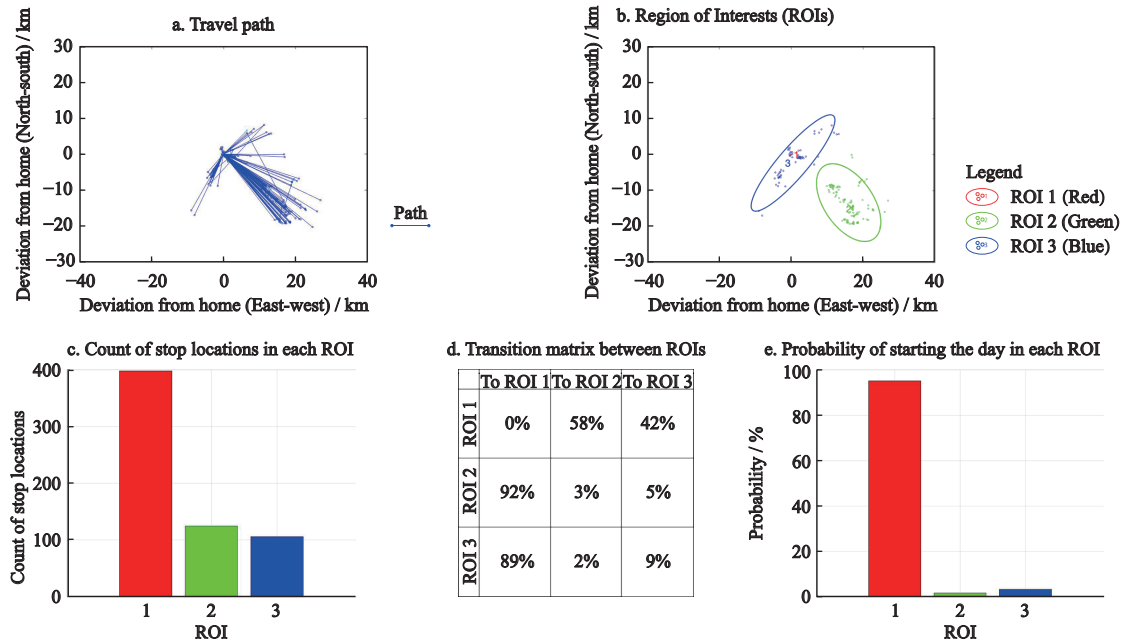 a. Travel path
Deviation from home (North-south) / km
30
20
10
0
−10
−20
−30
−40
−20
0
20
40
Deviation from home (East-west) / km
Path
b. Region of Interests (ROIs)
Deviation from home (North-south) / km
30
20
10
0
−10
−20
−30
−40
−20
0
20
40
Deviation from home (East-west) / km
3
Legend
1 ROI 1 (Red)
2 ROI 2 (Green)
3 ROI 3 (Blue)
c. Count of stop locations in each ROI
Count of stop locations
400
300
200
100
0
1 2 3
ROI
d. Transition matrix between ROIs
To ROI 1 To ROI 2 To ROI 3
ROI 1 0% 58% 42%
ROI 2 92% 3% 5%
ROI 3 89% 2% 9%
e. Probability of starting the day in each ROI
Probability / %
100
80
60
40
20
0
1 2 3
ROI